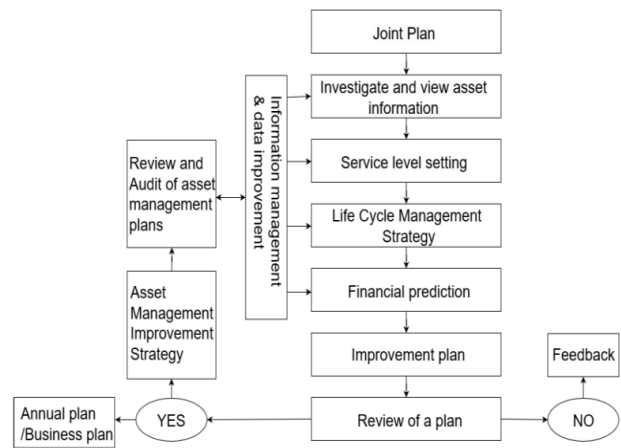 Joint Plan
Investigate and view asset
information
Information management
& data improvement
Review and
Audit of asset
management
plans
Service level setting
Life Cycle Management
Strategy
Asset
Management
Improvement
Strategy
Financial prediction
Improvement plan
Feedback
Annual plan
/Business plan
YES
Review of a plan
NO